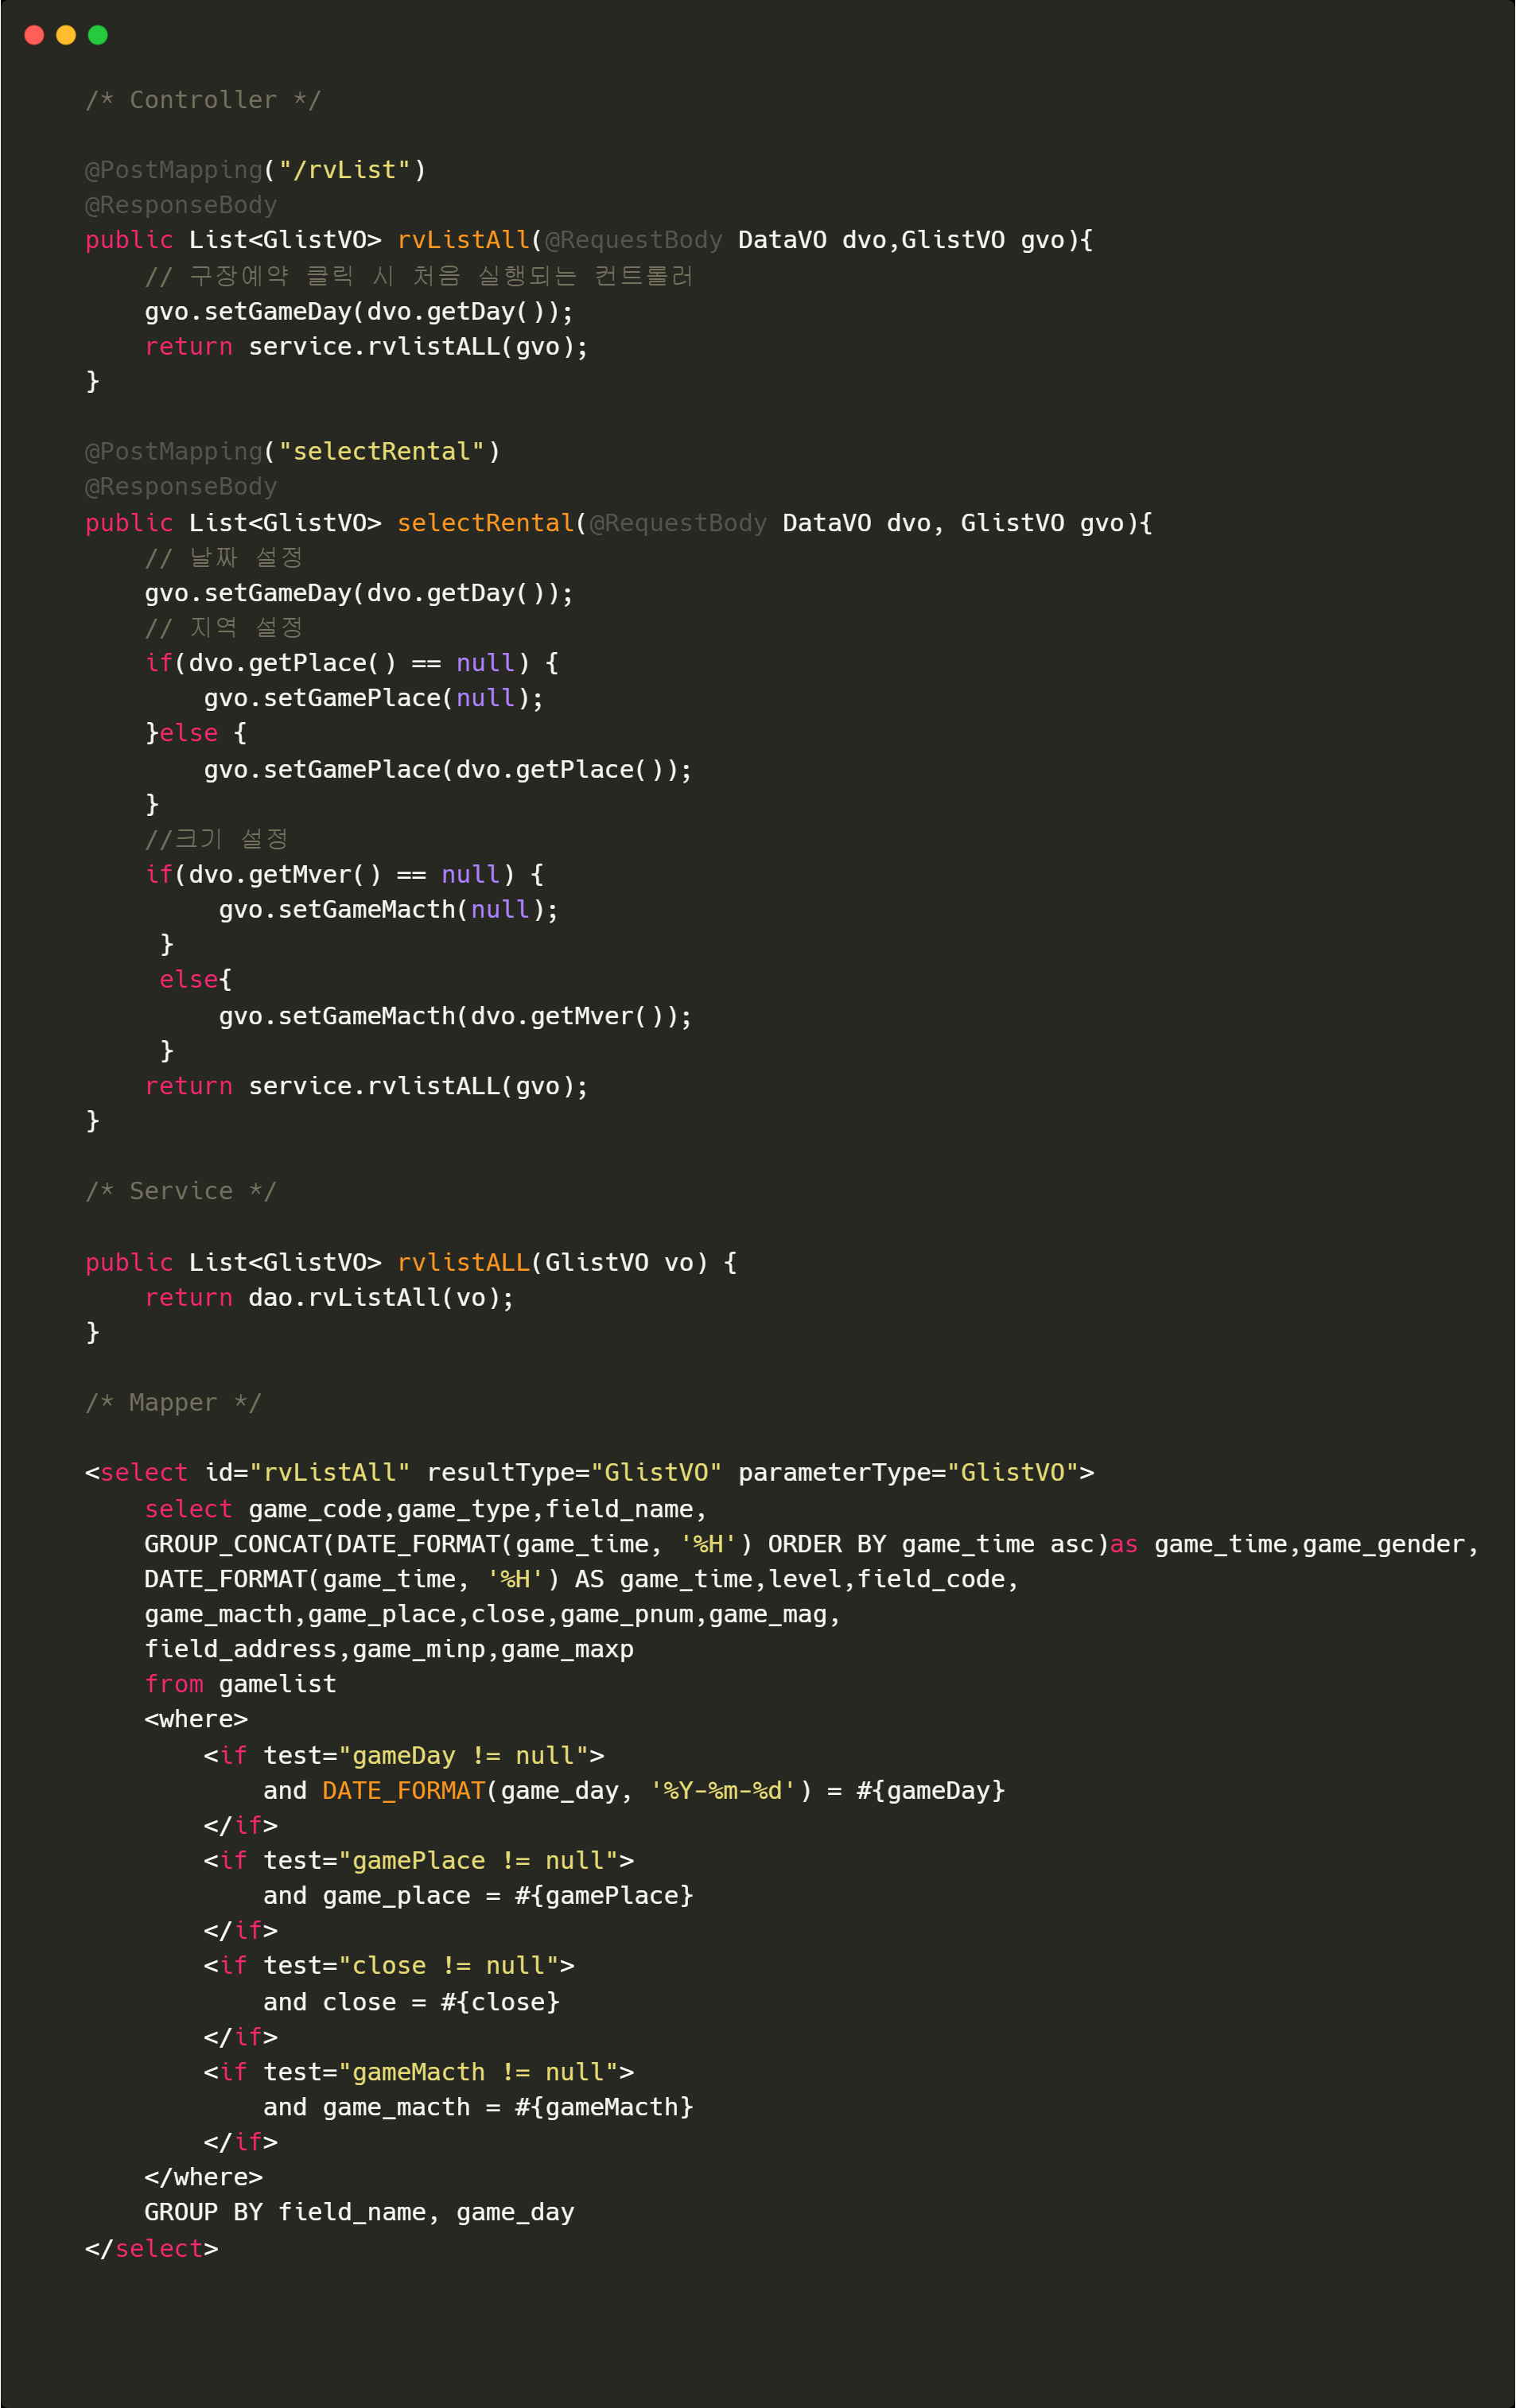 /* Controller */
@PostMapping("/rvList")
@ResponseBody
public List<GlistVO> rvListAll(@RequestBody DataVO dvo,GlistVO gvo){
// 구장예약 클릭 시 처음 실행되는 컨트롤러
gvo.setGameDay(dvo.getDay());
return service.rvlistALL(gvo);
}
@PostMapping("selectRental")
@ResponseBody
public List<GlistVO> selectRental(@RequestBody DataVO dvo, GlistVO gvo){
// 날짜 설정
gvo.setGameDay(dvo.getDay());
// 지역 설정
if(dvo.getPlace() == null) {
gvo.setGamePlace(null);
}else {
gvo.setGamePlace(dvo.getPlace());
}
//크기 설정
if(dvo.getMver() == null) {
gvo.setGameMacth(null);
}
else{
gvo.setGameMacth(dvo.getMver());
}
return service.rvlistALL(gvo);
}
/* Service */
public List<GlistVO> rvlistALL(GlistVO vo) {
return dao.rvListAll(vo);
}
/* Mapper */
<select id="rvListAll" resultType="GlistVO" parameterType="GlistVO">
select game_code,game_type,field_name,
GROUP_CONCAT(DATE_FORMAT(game_time, '%H') ORDER BY game_time asc)as game_time,game_gender,
DATE_FORMAT(game_time, '%H') AS game_time,level,field_code,
game_macth,game_place,close,game_pnum,game_mag,
field_address,game_minp,game_maxp
from gamelist
<where>
<if test="gameDay != null">
and DATE_FORMAT(game_day, '%Y-%m-%d') = #{gameDay}
</if>
<if test="gamePlace != null">
and game_place = #{gamePlace}
</if>
<if test="close != null">
and close = #{close}
</if>
<if test="gameMacth != null">
and game_macth = #{gameMacth}
</if>
</where>
GROUP BY field_name, game_day
</select>